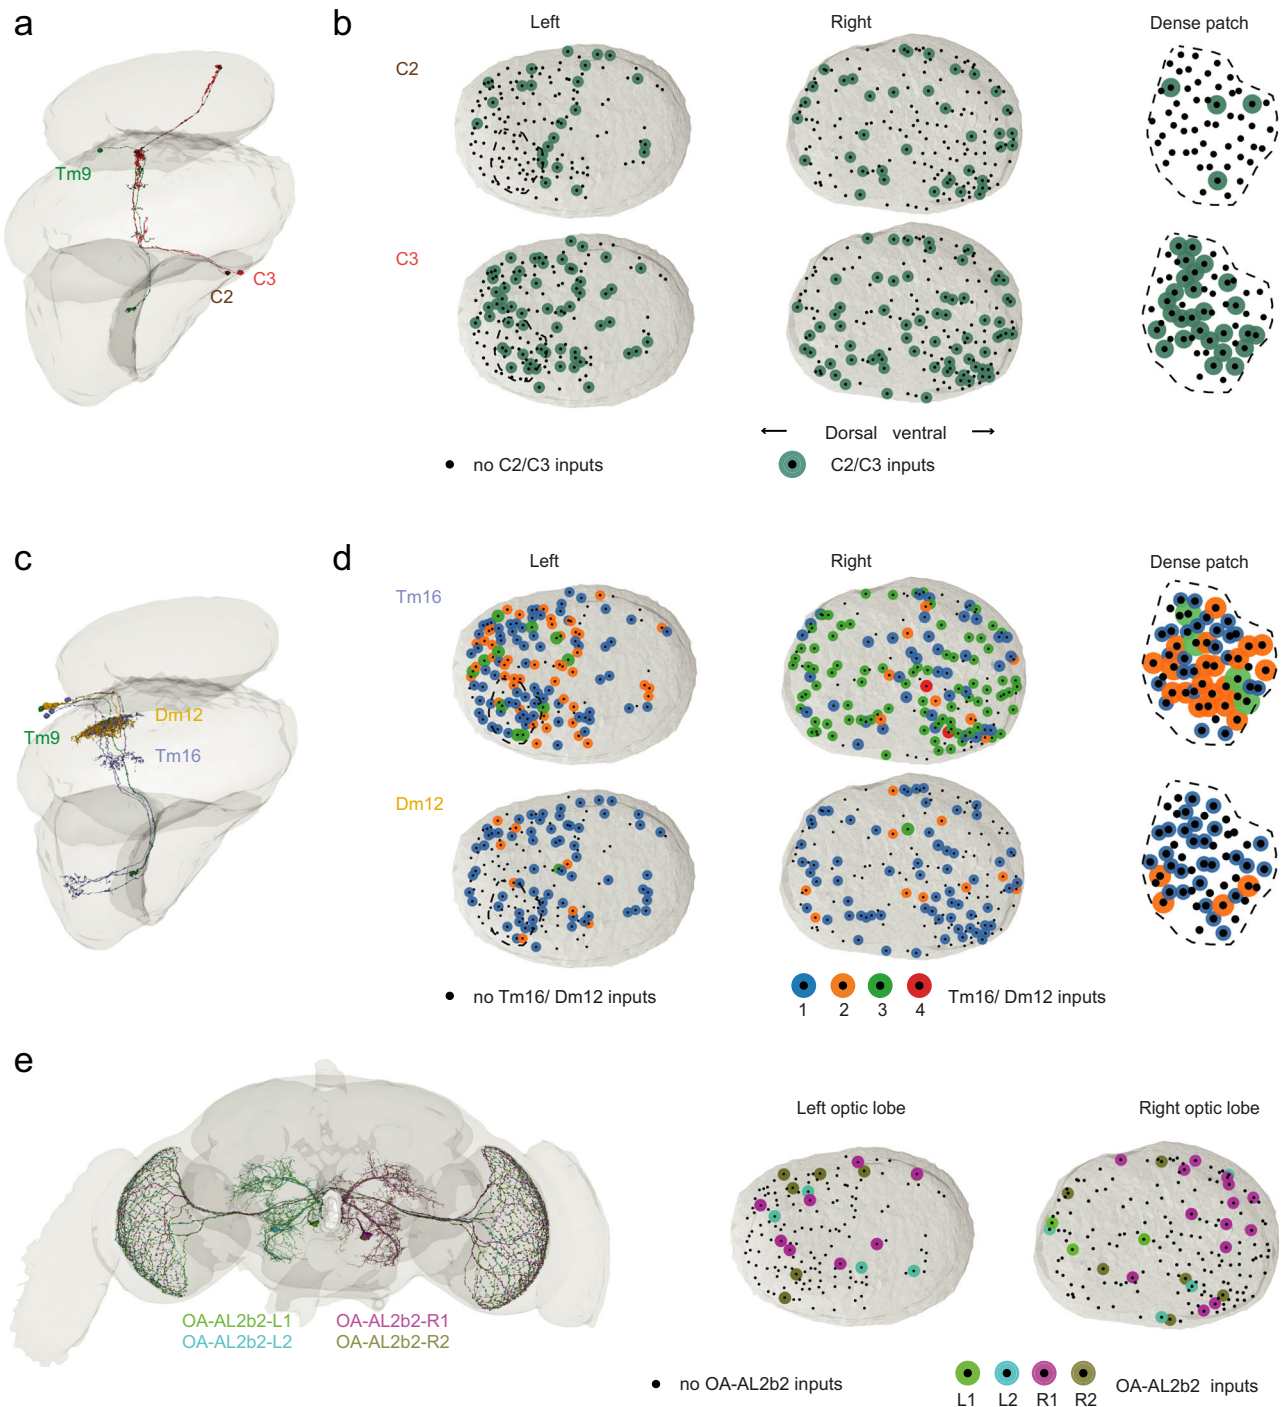 a
Tm9
C3
C2
b
Left
Right
Dense patch
C2
C3
← Dorsal ventral →
no C2/C3 inputs
C2/C3 inputs
c
Dm12
Tm9
Tm16
d
Left
Right
Dense patch
Tm16
Dm12
no Tm16/ Dm12 inputs
1 2 3 4
Tm16/ Dm12 inputs
e
OA-AL2b2-L1 OA-AL2b2-R1
OA-AL2b2-L2 OA-AL2b2-R2
Left optic lobe
Right optic lobe
no OA-AL2b2 inputs
L1 L2 R1 R2
OA-AL2b2 inputs